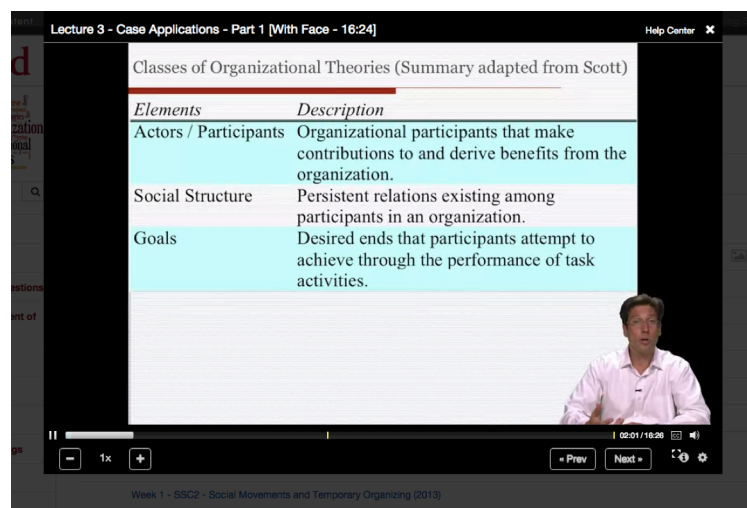 Lecture 3 - Case Applications - Part 1 [With Face - 16:24]
Help Center ✖
Classes of Organizational Theories (Summary adapted from Scott)
Elements Description
Actors / Participants Organizational participants that make
contributions to and derive benefits from the
organization.
Social Structure Persistent relations existing among
participants in an organization.
Goals Desired ends that participants attempt to
achieve through the performance of task
activities.
02:01/16:26 CC
1x
« Prev Next »
Week 1 - SSC2 - Social Movements and Temporary Organizing (2013)